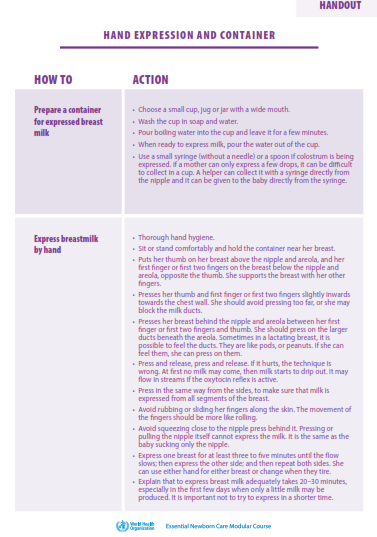 HANDOUT
HAND EXPRESSION AND CONTAINER
HOW TO
ACTION
Prepare a container
for expressed breast
milk
• Choose a small cup, jug or jar with a wide mouth.
• Wash the cup in soap and water.
• Pour boiling water into the cup and leave it for a few minutes.
• When ready to express milk, pour the water out of the cup.
• Use a small syringe (without a needle) or a spoon if colostrum is being
expressed. If a mother can only express a few drops, it can be difficult
to collect in a cup. A helper can collect it with a syringe directly from
the nipple and it can be given to the baby directly from the syringe.
Express breastmilk
by hand
• Thorough hand hygiene.
• Sit or stand comfortably and hold the container near her breast.
• Puts her thumb on her breast above the nipple and areola, and her
first finger or first two fingers on the breast below the nipple and
areola, opposite the thumb. She supports the breast with her other
fingers.
• Presses her thumb and first finger or first two fingers slightly inwards
towards the chest wall. She should avoid pressing too far, or she may
block the milk ducts.
• Presses her breast behind the nipple and areola between her first
finger or first two fingers and thumb. She should press on the larger
ducts beneath the areola. Sometimes in a lactating breast, it is
possible to feel the ducts. They are like pods, or peanuts. If she can
feel them, she can press on them.
• Press and release, press and release. If it hurts, the technique is
wrong. At first no milk may come, then milk starts to drip out. It may
flow in streams if the oxytocin reflex is active.
• Press in the same way from the sides, to make sure that milk is
expressed from all segments of the breast.
• Avoid rubbing or sliding her fingers along the skin. The movement of
the fingers should be more like rolling.
• Avoid squeezing close to the nipple press behind it. Pressing or
pulling the nipple itself cannot express the milk. It is the same as the
baby sucking only the nipple.
• Express one breast for at least three to five minutes until the flow
slows; then express the other side; and then repeat both sides. She
can use either hand for either breast or change when they tire.
• Explain that to express breast milk adequately takes 20–30 minutes,
especially in the first few days when only a little milk may be
produced. It is important not to try to express in a shorter time.
World Health
Organization
Essential Newborn Care Modular Course